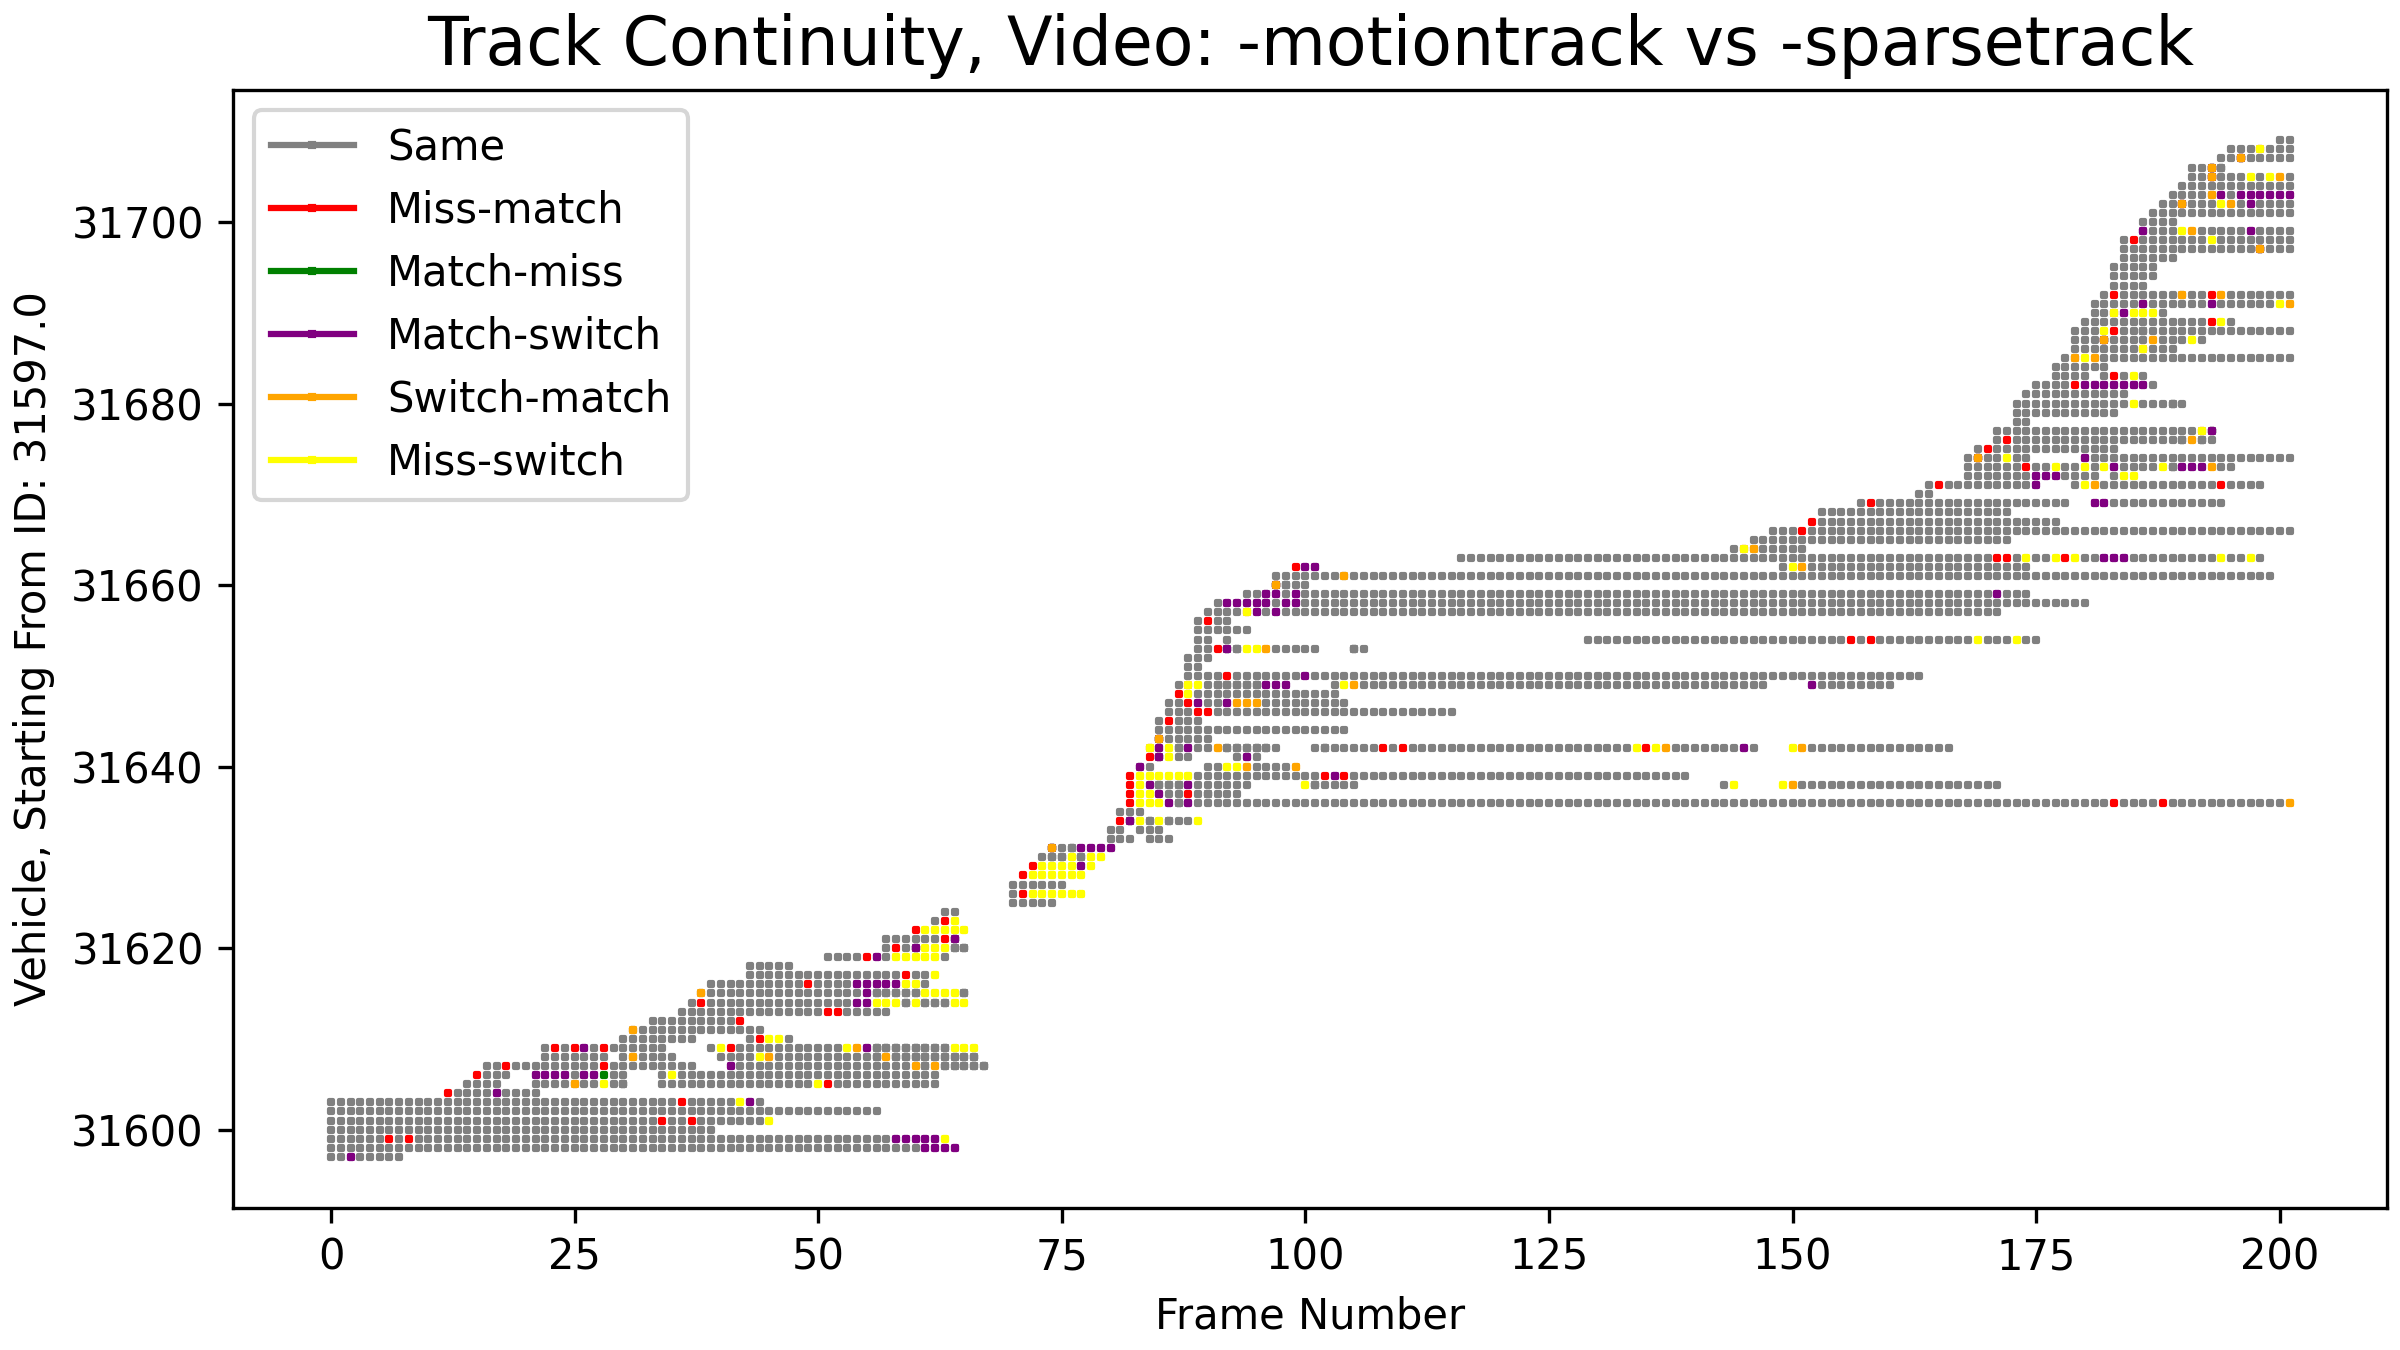 Track Continuity, Video: -motiontrack vs -sparsetrack
Same
Miss-match
Match-miss
Match-switch
Switch-match
Miss-switch
Vehicle, Starting From ID: 31597.0
31700
31680
31660
31640
31620
31600
0 25 50 75 100 125 150 175 200
Frame Number